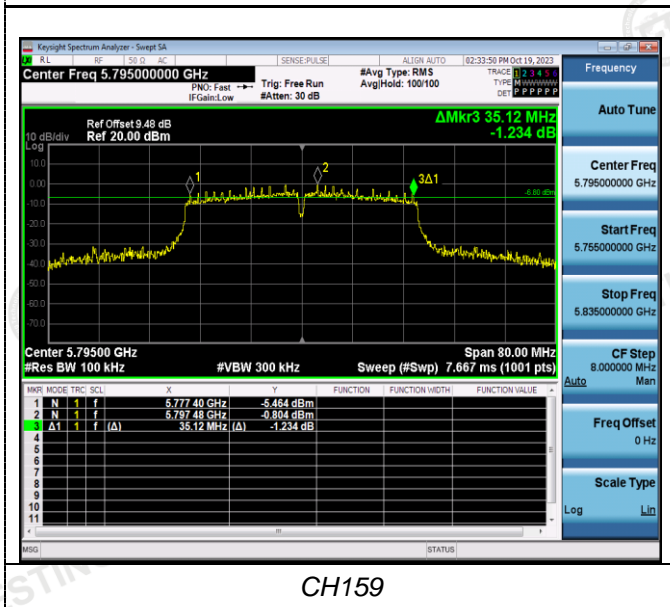 Keysight Spectrum Analyzer - Swept SA
RL RF 50 Ω AC SENSE:PULSE ALIGN AUTO 02:33:50 PM Oct 19, 2023
Center Freq 5.795000000 GHz
PNO: Fast
IFGain:Low
Trig: Free Run
#Atten: 30 dB
#Avg Type: RMS
Avg|Hold: 100/100
TRACE 1 2 3 4 5 6
TYPE M
DET P P P P P P
Ref Offset 9.48 dB
10 dB/div Ref 20.00 dBm
Log
ΔMkr3 35.12 MHz
-1.234 dB
10.0
0.00
-10.0
-20.0
-30.0
-40.0
-50.0
-60.0
-70.0
1
2
3Δ1
-6.80 dBm
Center 5.79500 GHz Span 80.00 MHz
#Res BW 100 kHz #VBW 300 kHz Sweep (#Swp) 7.667 ms (1001 pts)
MKR MODE TRC SCL X Y FUNCTION FUNCTION WIDTH FUNCTION VALUE
1 N 1 f 5.777 40 GHz -5.464 dBm
2 N 1 f 5.797 48 GHz -0.804 dBm
3 Δ1 1 f (Δ) 35.12 MHz (Δ) -1.234 dB
4
5
6
7
8
9
10
11
MSG STATUS
Frequency
Auto Tune
Center Freq
5.795000000 GHz
Start Freq
5.755000000 GHz
Stop Freq
5.835000000 GHz
CF Step
8.000000 MHz
Auto Man
Freq Offset
0 Hz
Scale Type
Log Lin
CH159